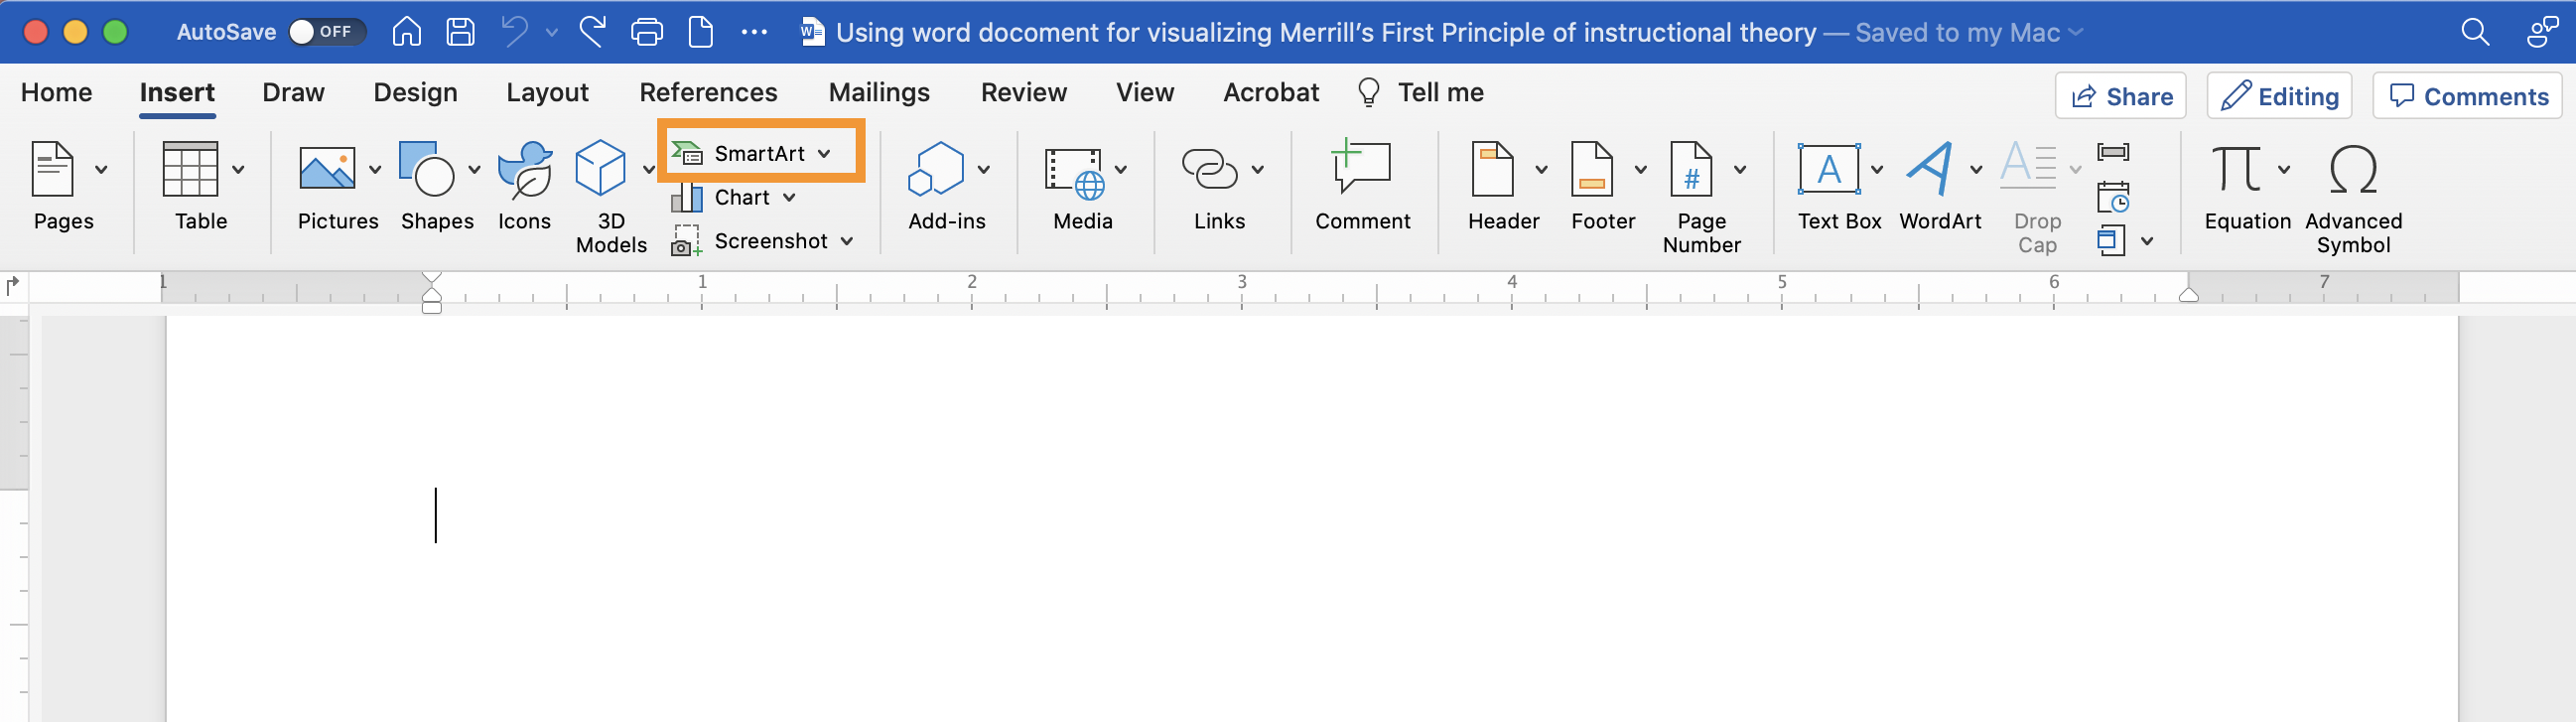 AutoSave OFF Using word docoment for visualizing Merrill’s First Principle of instructional theory — Saved to my Mac
Home Insert Draw Design Layout References Mailings Review View Acrobat Tell me Share Editing Comments
SmartArt
Chart
Screenshot
Pages Table Pictures Shapes Icons 3D Models Add-ins Media Links Comment Header Footer Page Number Text Box WordArt Drop Cap Equation Advanced Symbol
1 1 2 3 4 5 6 7